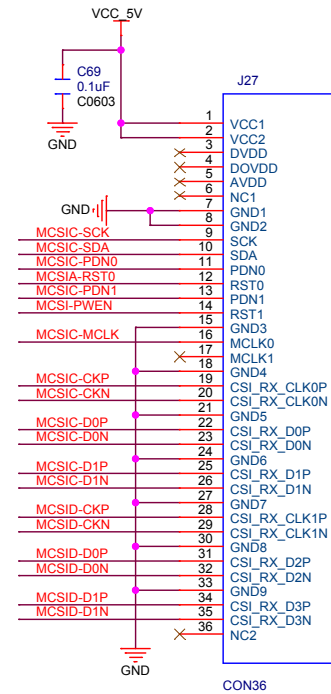 VCC_5V
C69
0.1uF
C0603
GND
J27
1 VCC1
2 VCC2
3 DVDD
4 DOVDD
5 AVDD
6 NC1
GND 7 GND1
8 GND2
MCSIC-SCK 9 SCK
MCSIC-SDA 10 SDA
MCSIC-PDN0 11 PDN0
MCSIA-RST0 12 RST0
MCSIC-PDN1 13 PDN1
MCSI-PWEN 14 RST1
15 GND3
MCSIC-MCLK 16 MCLK0
17 MCLK1
18 GND4
MCSIC-CKP 19 CSI_RX_CLK0P
MCSIC-CKN 20 CSI_RX_CLK0N
21 GND5
MCSIC-D0P 22 CSI_RX_D0P
MCSIC-D0N 23 CSI_RX_D0N
24 GND6
MCSIC-D1P 25 CSI_RX_D1P
MCSIC-D1N 26 CSI_RX_D1N
27 GND7
MCSID-CKP 28 CSI_RX_CLK1P
MCSID-CKN 29 CSI_RX_CLK1N
30 GND8
MCSID-D0P 31 CSI_RX_D2P
MCSID-D0N 32 CSI_RX_D2N
33 GND9
MCSID-D1P 34 CSI_RX_D3P
MCSID-D1N 35 CSI_RX_D3N
36 NC2
GND
CON36